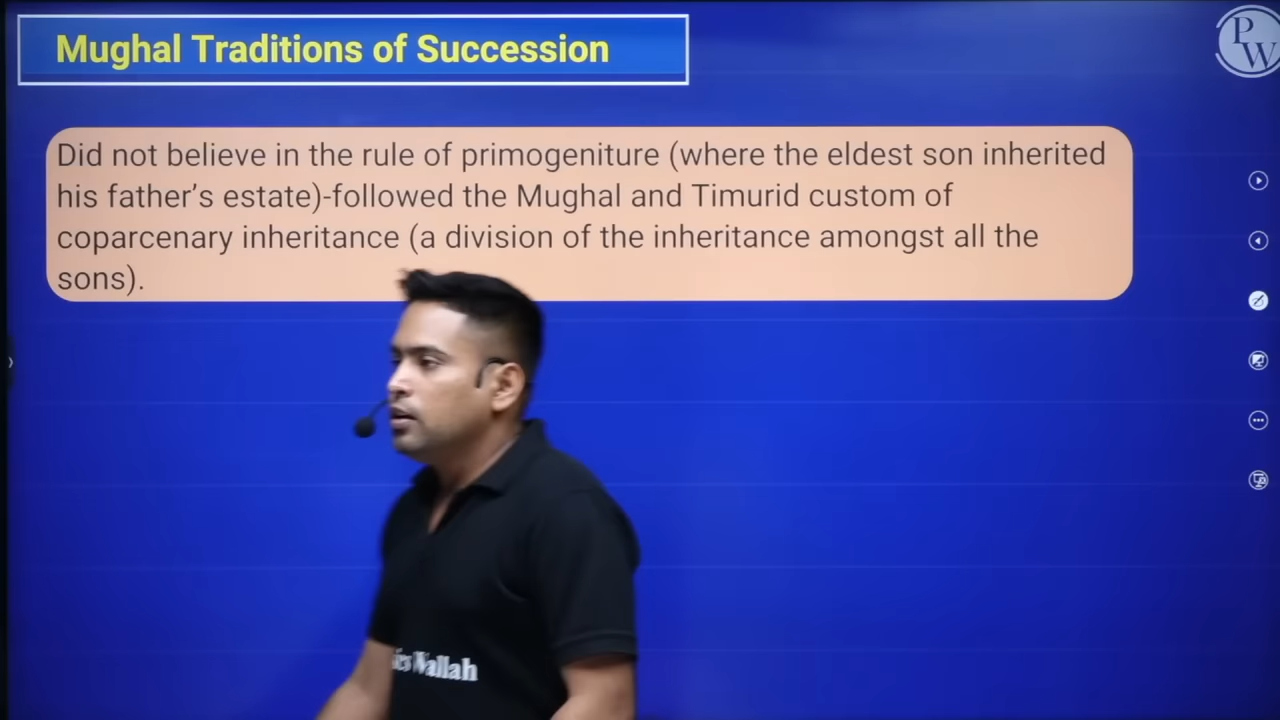 Mughal Traditions of Succession
PW
Did not believe in the rule of primogeniture (where the eldest son inherited
his father’s estate)-followed the Mughal and Timurid custom of
coparcenary inheritance (a division of the inheritance amongst all the
sons).
Wallah